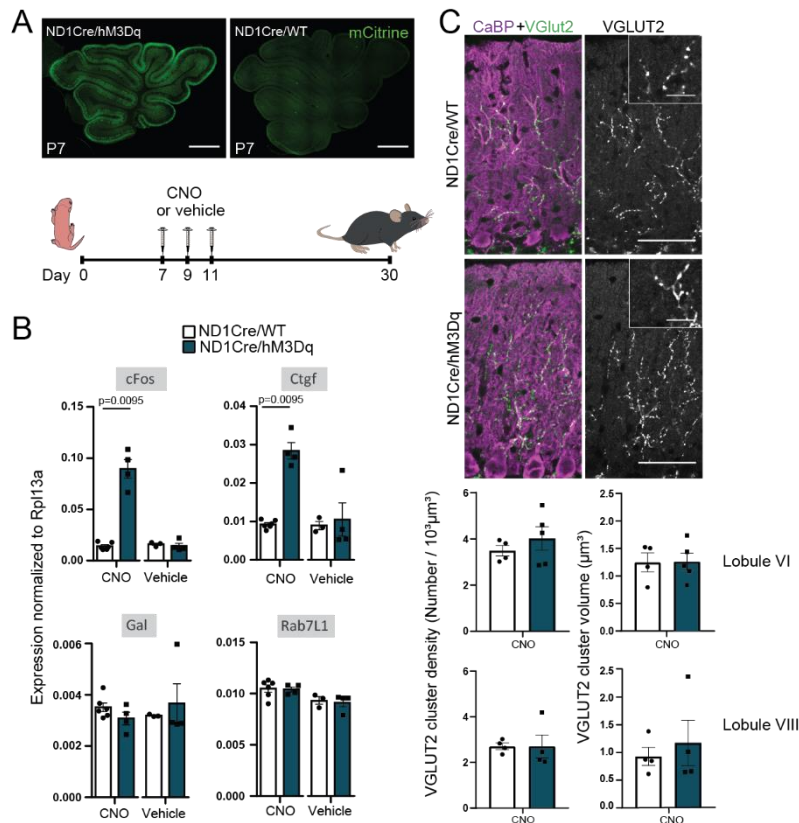 A
ND1Cre/hM3Dq
P7
ND1Cre/WT
mCitrine
P7
CNO
or vehicle
Day 0 7 9 11 30
B
ND1Cre/WT
ND1Cre/hM3Dq
Expression normalized to Rpl13a
cFos
p=0.0095
0.15
0.10
0.05
0.00
CNO Vehicle
Ctgf
p=0.0095
0.04
0.03
0.02
0.01
0.00
CNO Vehicle
Gal
0.006
0.004
0.002
0.000
CNO Vehicle
Rab7L1
0.015
0.010
0.005
0.000
CNO Vehicle
C
CaBP+VGlut2
VGLUT2
ND1Cre/WT
ND1Cre/hM3Dq
VGLUT2 cluster density (Number / 10³µm³)
6
4
2
0
CNO
VGLUT2 cluster volume (µm³)
2.5
2.0
1.5
1.0
0.5
0.0
CNO
Lobule VI
6
4
2
0
CNO
2.5
2.0
1.5
1.0
0.5
0.0
CNO
Lobule VIII